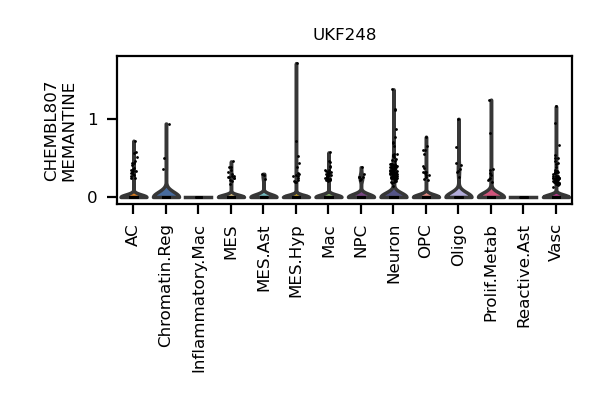 UKF248
CHEMBL807
MEMANTINE
1
0
AC
Chromatin.Reg
Inflammatory.Mac
MES
MES.Ast
MES.Hyp
Mac
NPC
Neuron
OPC
Oligo
Prolif.Metab
Reactive.Ast
Vasc